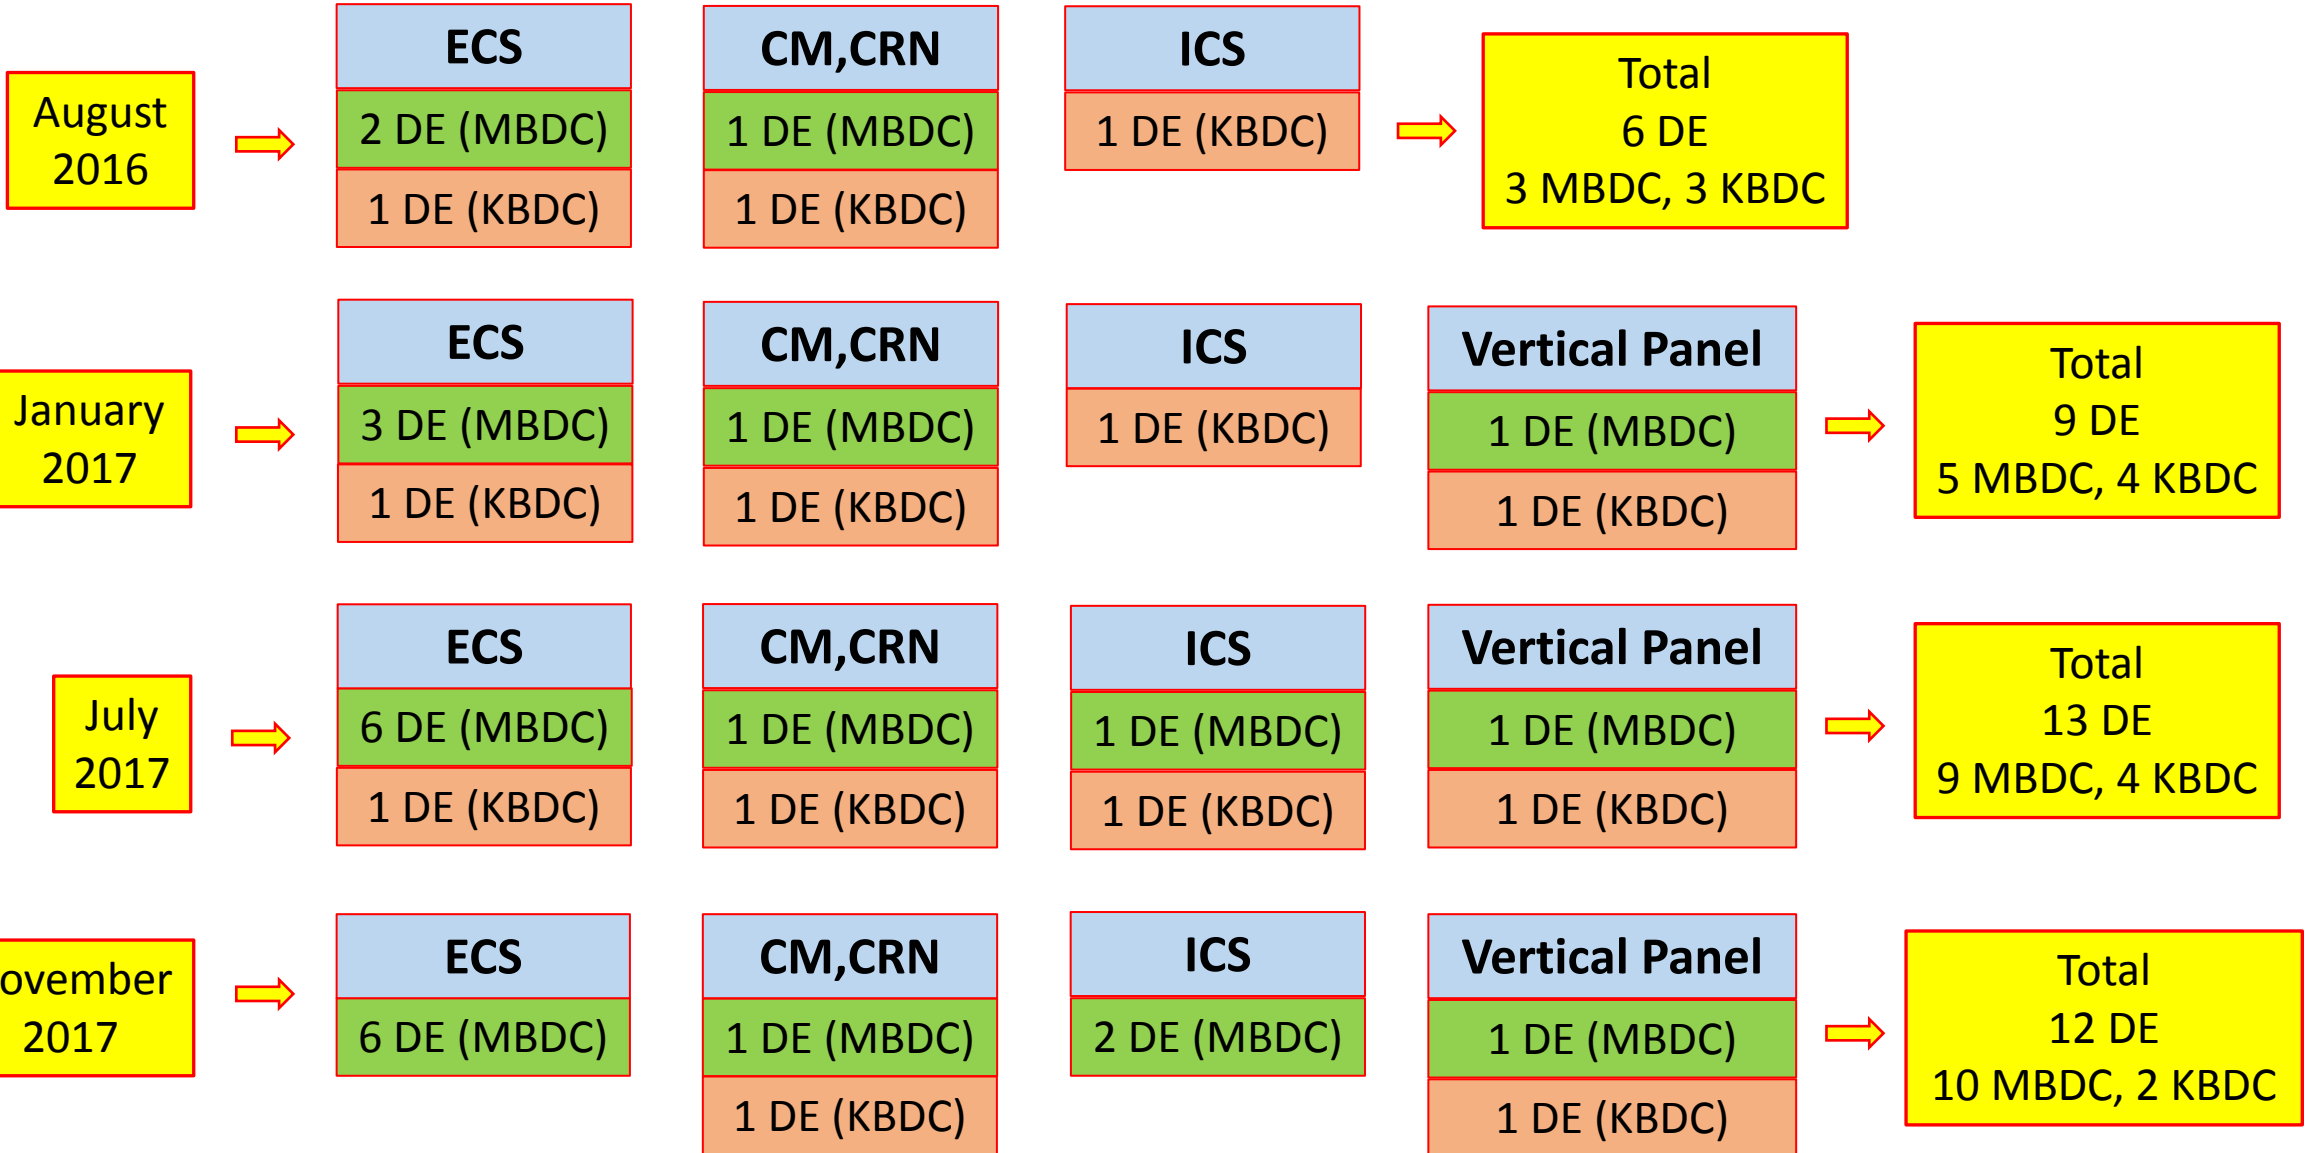 August
2016
ECS
2 DE (MBDC)
1 DE (KBDC)
CM,CRN
1 DE (MBDC)
1 DE (KBDC)
ICS
1 DE (KBDC)
Total
6 DE
3 MBDC, 3 KBDC
January
2017
ECS
3 DE (MBDC)
1 DE (KBDC)
CM,CRN
1 DE (MBDC)
1 DE (KBDC)
ICS
1 DE (KBDC)
Vertical Panel
1 DE (MBDC)
1 DE (KBDC)
Total
9 DE
5 MBDC, 4 KBDC
July
2017
ECS
6 DE (MBDC)
1 DE (KBDC)
CM,CRN
1 DE (MBDC)
1 DE (KBDC)
ICS
1 DE (MBDC)
1 DE (KBDC)
Vertical Panel
1 DE (MBDC)
1 DE (KBDC)
Total
13 DE
9 MBDC, 4 KBDC
ovember
2017
ECS
6 DE (MBDC)
CM,CRN
1 DE (MBDC)
1 DE (KBDC)
ICS
2 DE (MBDC)
Vertical Panel
1 DE (MBDC)
1 DE (KBDC)
Total
12 DE
10 MBDC, 2 KBDC